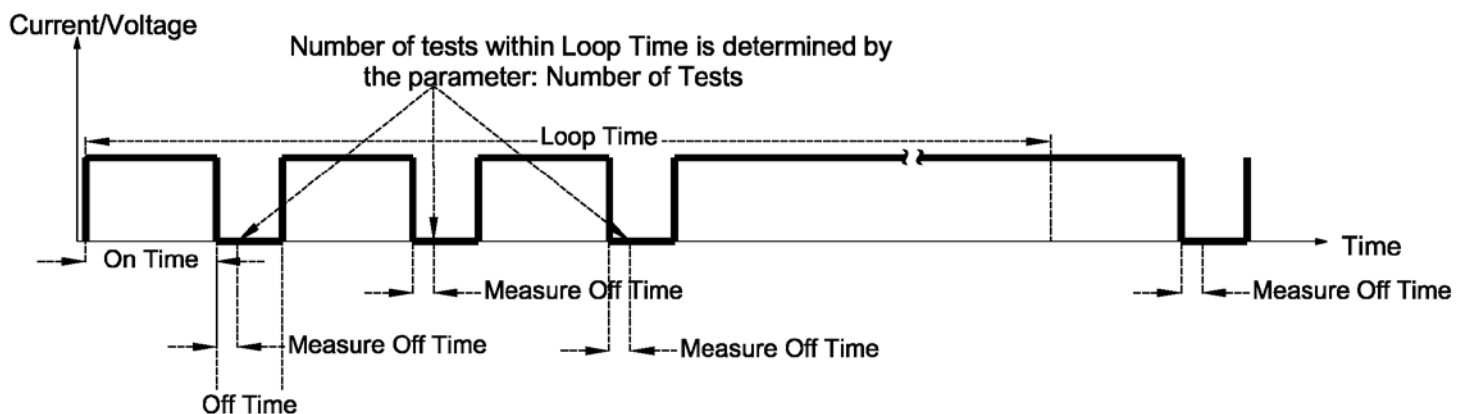 Current/Voltage
Number of tests within Loop Time is determined by
the parameter: Number of Tests
Loop Time
Time
On Time
Measure Off Time
Measure Off Time
Measure Off Time
Measure Off Time
Off Time